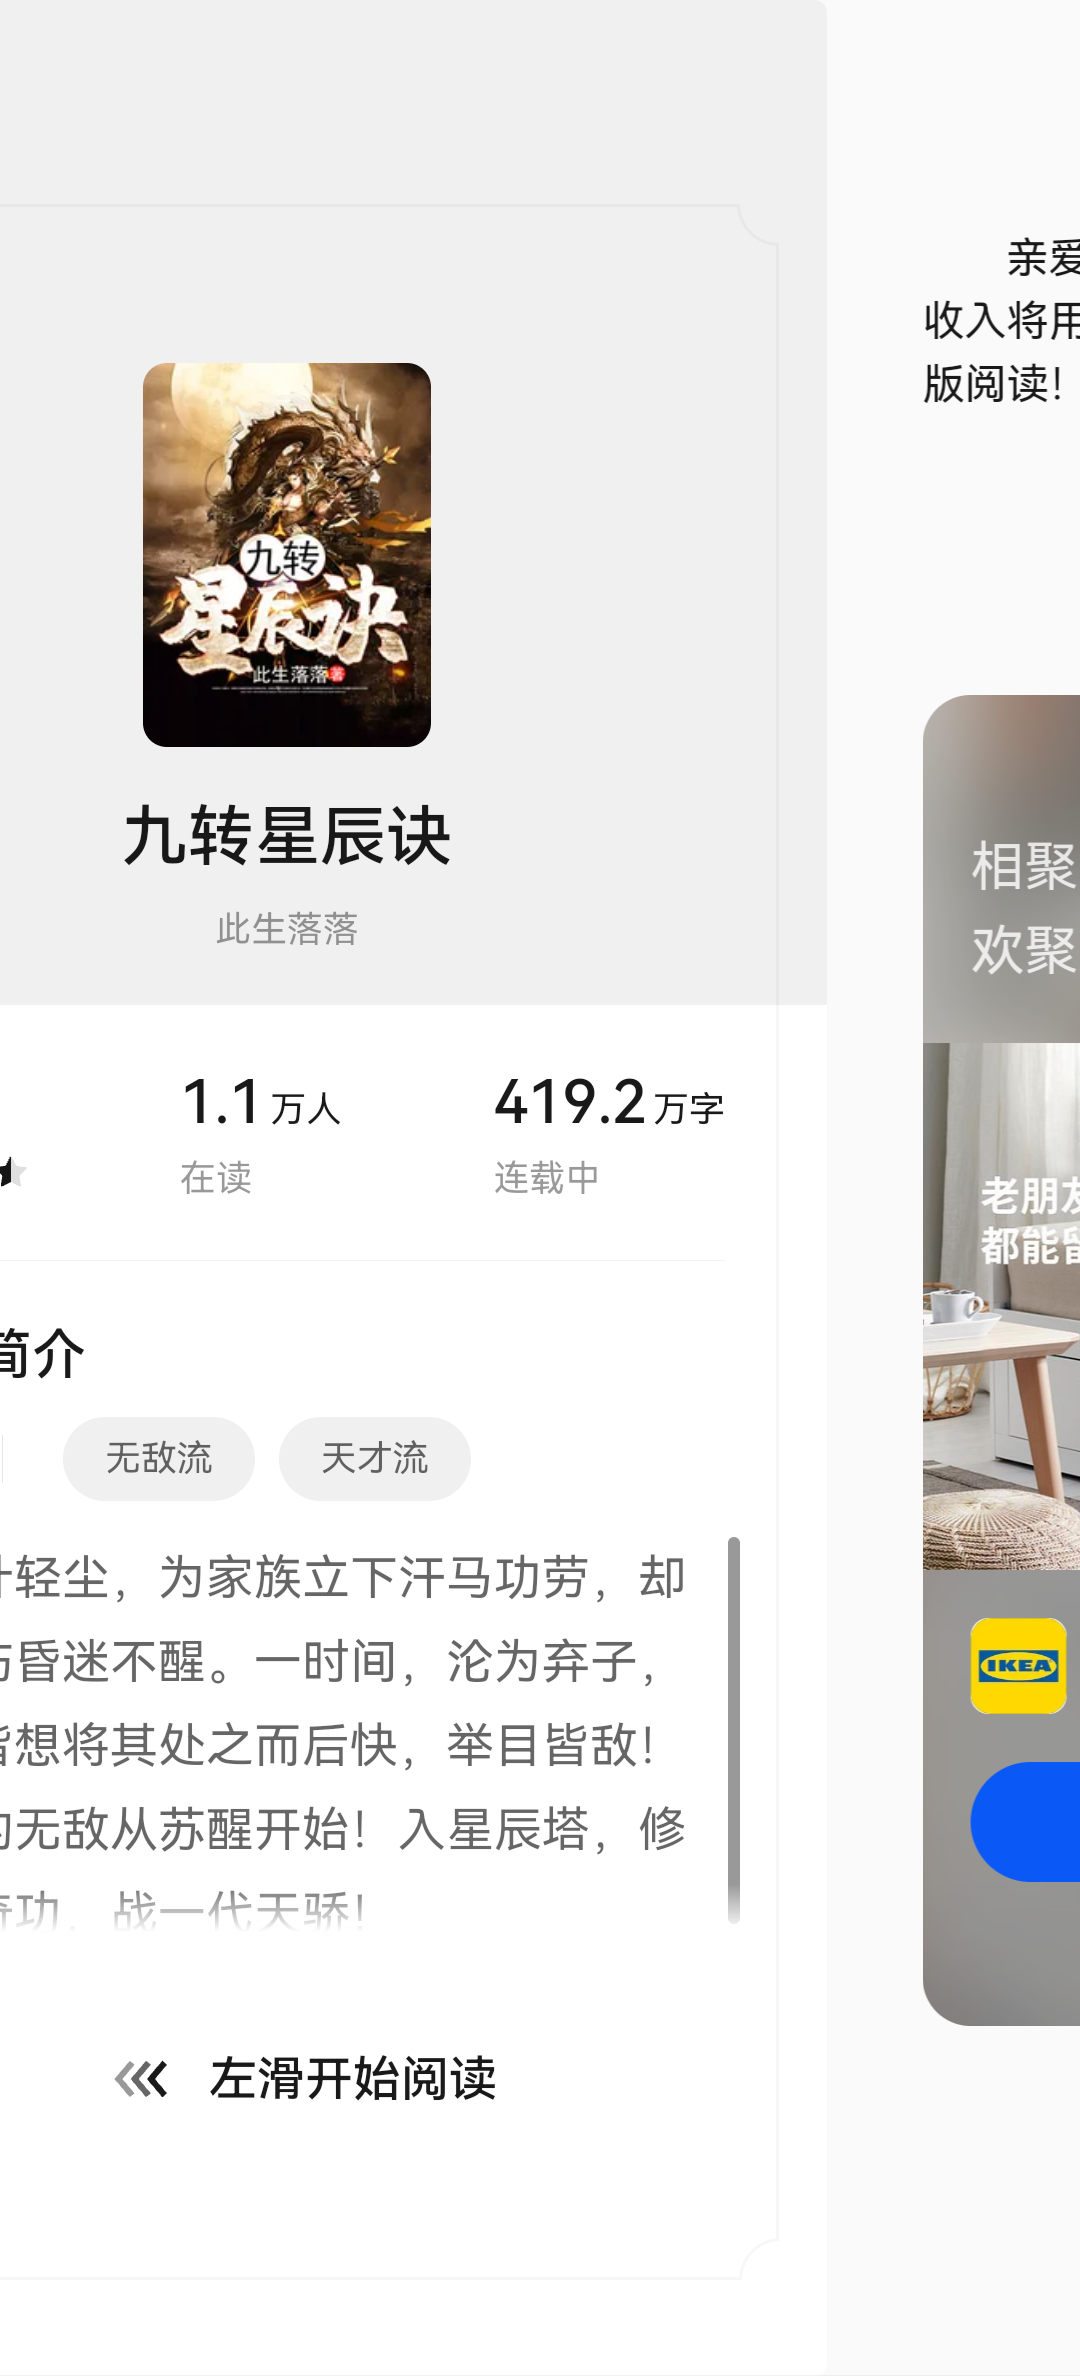 九转
星辰诀
此生落落 著
九转星辰诀
此生落落
1.1万人
在读
419.2万字
连载中
简介
无敌流
天才流
叶轻尘，为家族立下汗马功劳，却
昏迷不醒。一时间，沦为弃子，
皆想将其处之而后快，举目皆敌！
的无敌从苏醒开始！入星辰塔，修
奇功，战一代天骄！
左滑开始阅读
亲爱
收入将用
版阅读！
相聚
欢聚
老朋友
都能留
IKEA